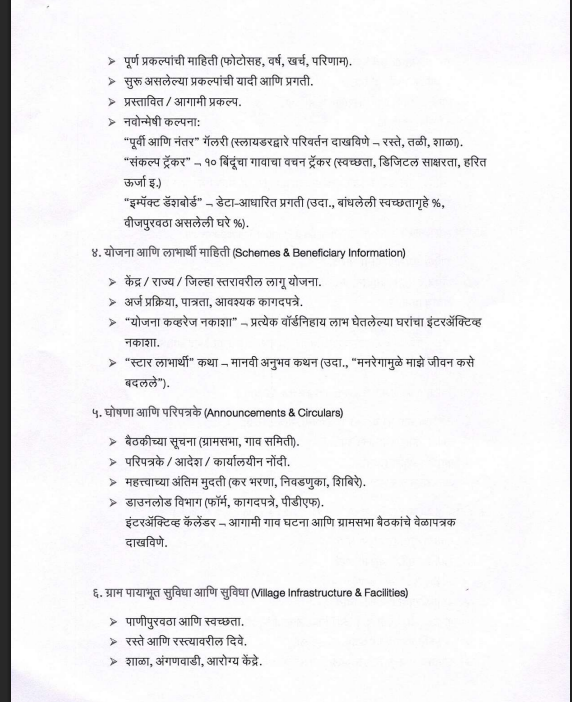 ➢ पूर्ण प्रकल्पांची माहिती (फोटोसह, वर्ष, खर्च, परिणाम).
➢ सुरू असलेल्या प्रकल्पांची यादी आणि प्रगती.
➢ प्रस्तावित / आगामी प्रकल्प.
➢ नवोन्मेषी कल्पना:
“पूर्वी आणि नंतर” गॅलरी (स्लायडरद्वारे परिवर्तन दाखविणे ¬ रस्ते, तळी, शाळा).
“संकल्प ट्रॅकर” ¬ १० बिंदूंचा गावाचा वचन ट्रॅकर (स्वच्छता, डिजिटल साक्षरता, हरित
ऊर्जा इ.)
“इम्पॅक्ट डॅशबोर्ड” ¬ डेटा-आधारित प्रगती (उदा., बांधलेली स्वच्छतागृहे %,
वीजपुरवठा असलेली घरे %).
४. योजना आणि लाभार्थी माहिती (Schemes & Beneficiary Information)
➢ केंद्र / राज्य / जिल्हा स्तरावरील लागू योजना.
➢ अर्ज प्रक्रिया, पात्रता, आवश्यक कागदपत्रे.
➢ “योजना कव्हरेज नकाशा” ¬ प्रत्येक वॉर्डनिहाय लाभ घेतलेल्या घरांचा इंटरॲक्टिव्ह
नकाशा.
➢ “स्टार लाभार्थी” कथा ¬ मानवी अनुभव कथन (उदा., “मनरेगामुळे माझे जीवन कसे
बदलले”).
५. घोषणा आणि परिपत्रके (Announcements & Circulars)
➢ बैठकीच्या सूचना (ग्रामसभा, गाव समिती).
➢ परिपत्रके / आदेश / कार्यालयीन नोंदी.
➢ महत्त्वाच्या अंतिम मुदती (कर भरणा, निवडणुका, शिबिरे).
➢ डाउनलोड विभाग (फॉर्म, कागदपत्रे, पीडीएफ).
इंटरॲक्टिव्ह कॅलेंडर ¬ आगामी गाव घटना आणि ग्रामसभा बैठकांचे वेळापत्रक
दाखविणे.
६. ग्राम पायाभूत सुविधा आणि सुविधा (Village Infrastructure & Facilities)
➢ पाणीपुरवठा आणि स्वच्छता.
➢ रस्ते आणि रस्त्यावरील दिवे.
➢ शाळा, अंगणवाडी, आरोग्य केंद्रे.